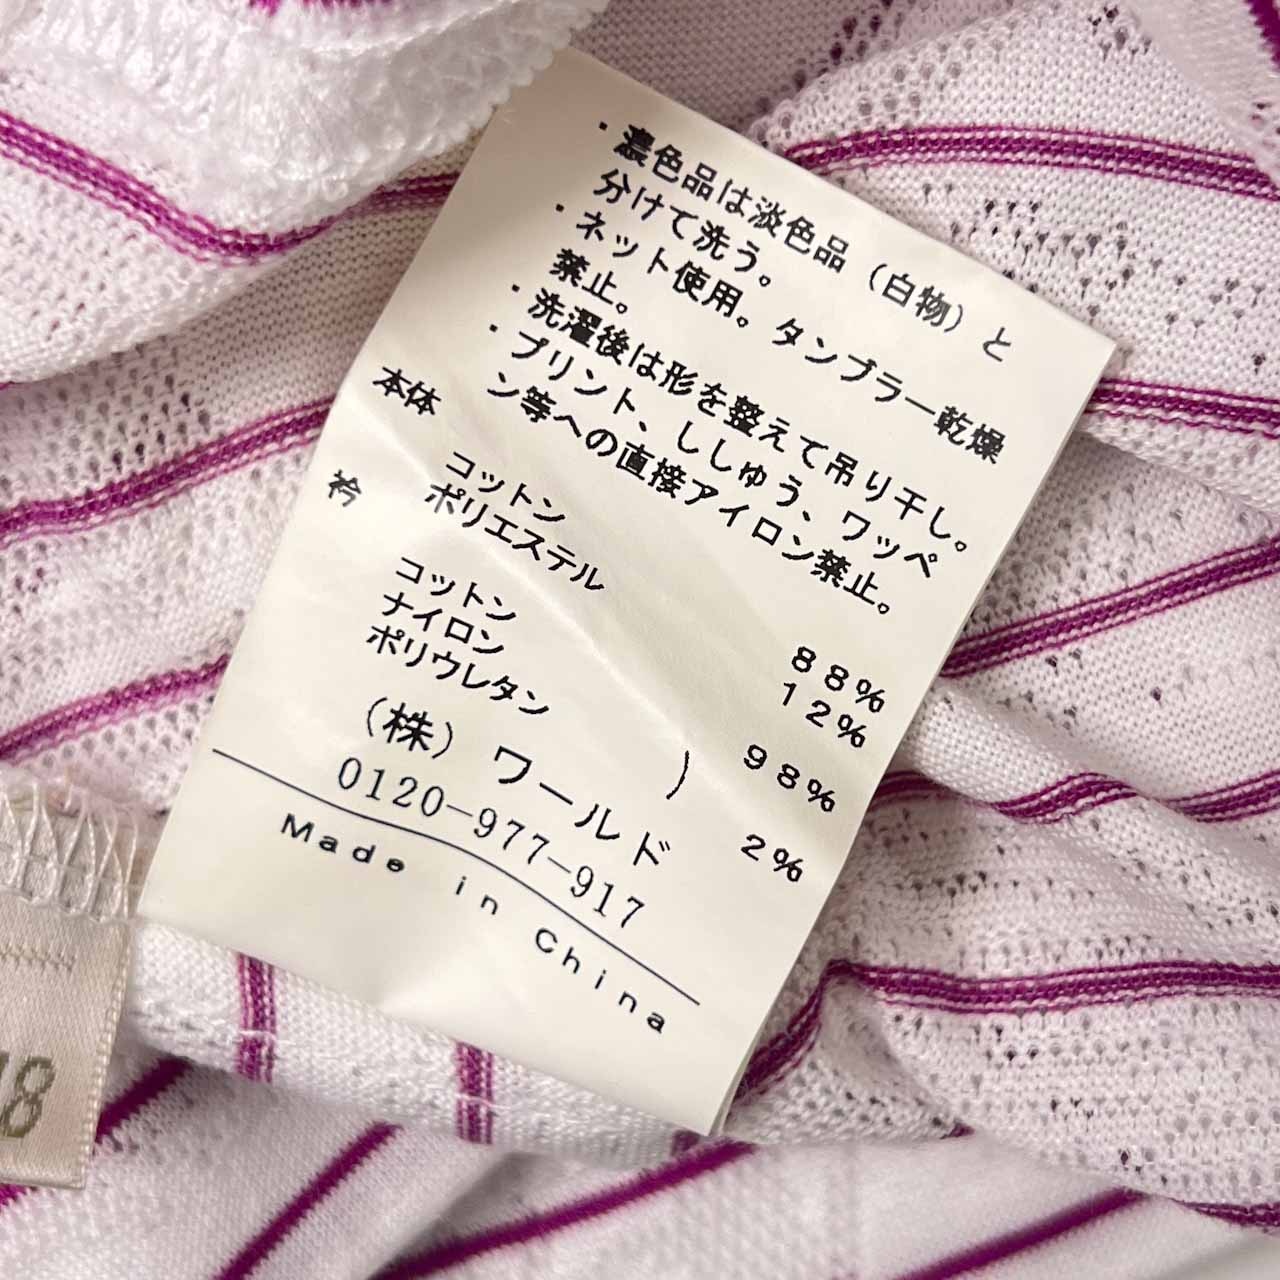 ・濃色品は淡色品（白物）と
分けて洗う。
・ネット使用。タンブラー乾燥
禁止。
・洗濯後は形を整えて吊り干し。
・プリント、ししゅう、ワッペ
ン等への直接アイロン禁止。
本体
コットン 88%
ポリエステル 12%
衿
コットン 98%
ナイロン )
ポリウレタン 2%
（株）ワールド
0120-977-917
Made in China
48